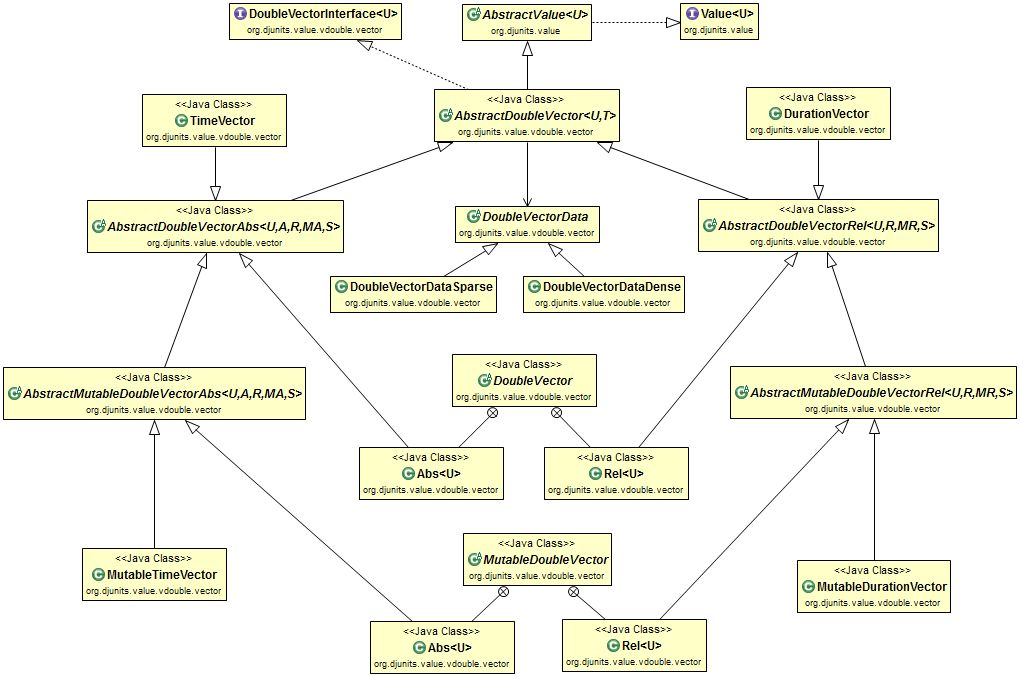 DoubleVectorInterface<U>
org.djunits.value.vdouble.vector
AbstractValue<U>
org.djunits.value
Value<U>
org.djunits.value
<<Java Class>>
TimeVector
org.djunits.value.vdouble.vector
<<Java Class>>
AbstractDoubleVector<U,T>
org.djunits.value.vdouble.vector
<<Java Class>>
DurationVector
org.djunits.value.vdouble.vector
<<Java Class>>
AbstractDoubleVectorAbs<U,A,R,MA,S>
org.djunits.value.vdouble.vector
DoubleVectorData
org.djunits.value.vdouble.vector
<<Java Class>>
AbstractDoubleVectorRel<U,R,MR,S>
org.djunits.value.vdouble.vector
DoubleVectorDataSparse
org.djunits.value.vdouble.vector
DoubleVectorDataDense
org.djunits.value.vdouble.vector
<<Java Class>>
AbstractMutableDoubleVectorAbs<U,A,R,MA,S>
org.djunits.value.vdouble.vector
<<Java Class>>
DoubleVector
org.djunits.value.vdouble.vector
<<Java Class>>
AbstractMutableDoubleVectorRel<U,R,MR,S>
org.djunits.value.vdouble.vector
<<Java Class>>
Abs<U>
org.djunits.value.vdouble.vector
<<Java Class>>
Rel<U>
org.djunits.value.vdouble.vector
<<Java Class>>
MutableTimeVector
org.djunits.value.vdouble.vector
<<Java Class>>
MutableDoubleVector
org.djunits.value.vdouble.vector
<<Java Class>>
MutableDurationVector
org.djunits.value.vdouble.vector
<<Java Class>>
Abs<U>
org.djunits.value.vdouble.vector
<<Java Class>>
Rel<U>
org.djunits.value.vdouble.vector